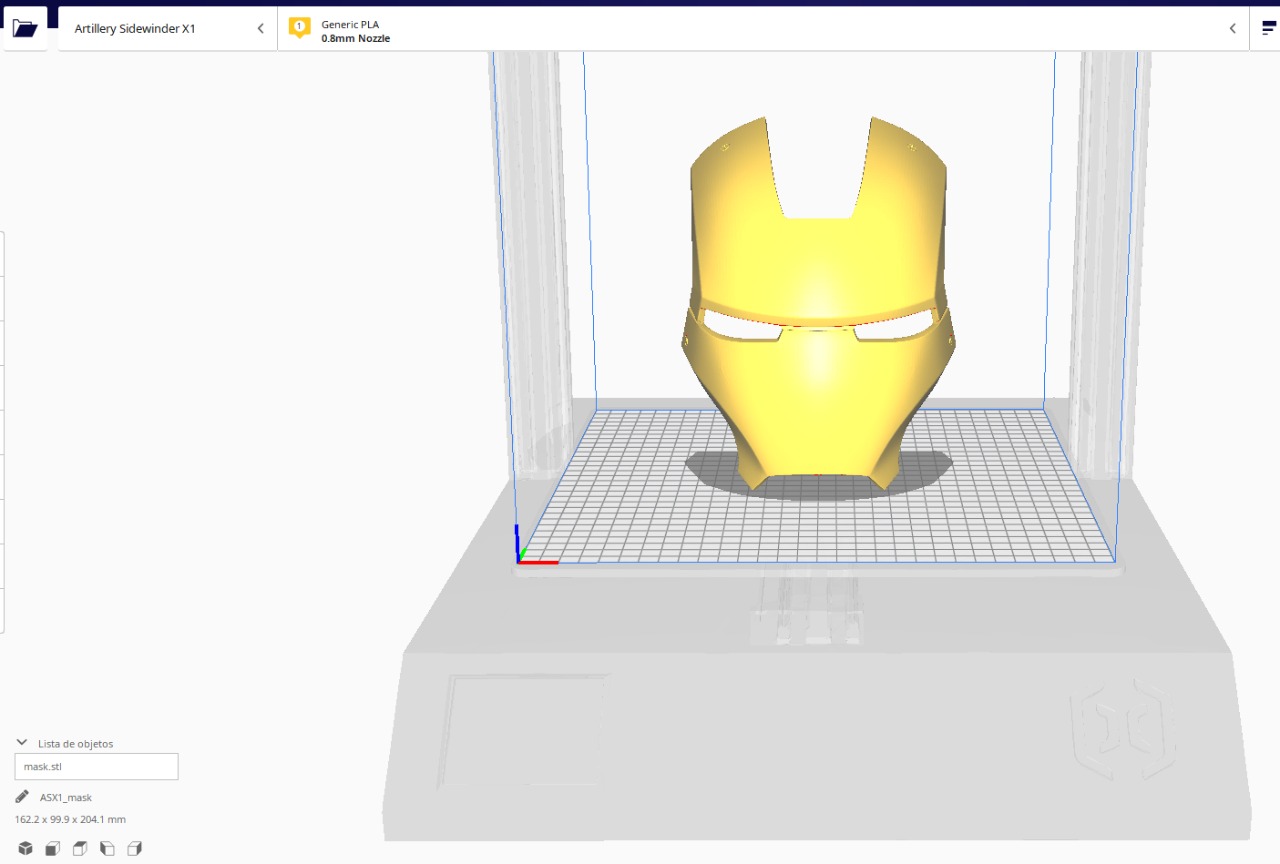 Artillery Sidewinder X1
1
Generic PLA
0.8mm Nozzle
Lista de objetos
mask.stl
ASX1_mask
162.2 x 99.9 x 204.1 mm